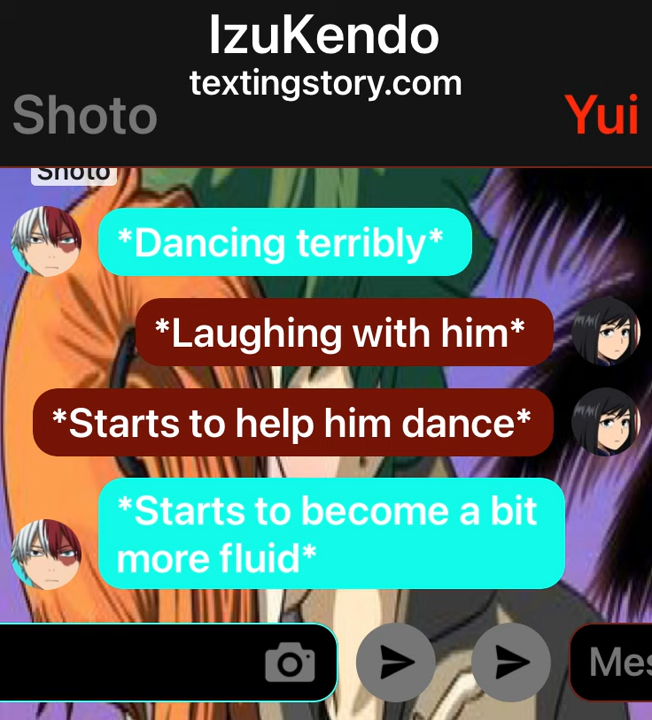 IzuKendo
textingstory.com
Shoto
Yui
Shoto
*Dancing terribly*
*Laughing with him*
*Starts to help him dance*
*Starts to become a bit
more fluid*
Mes